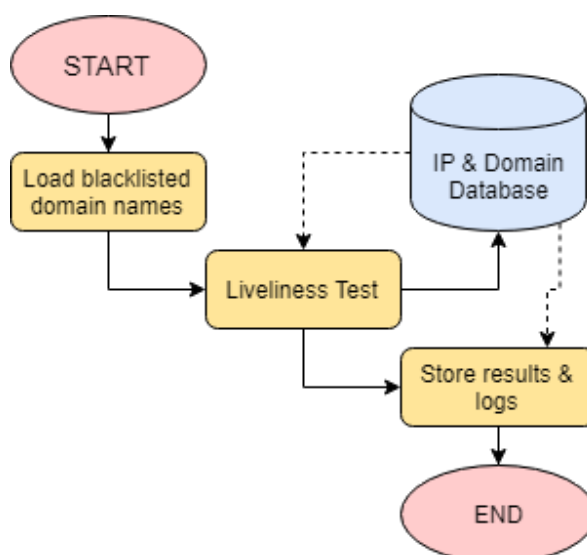 START
Load blacklisted
domain names
IP & Domain
Database
Liveliness Test
Store results &
logs
END